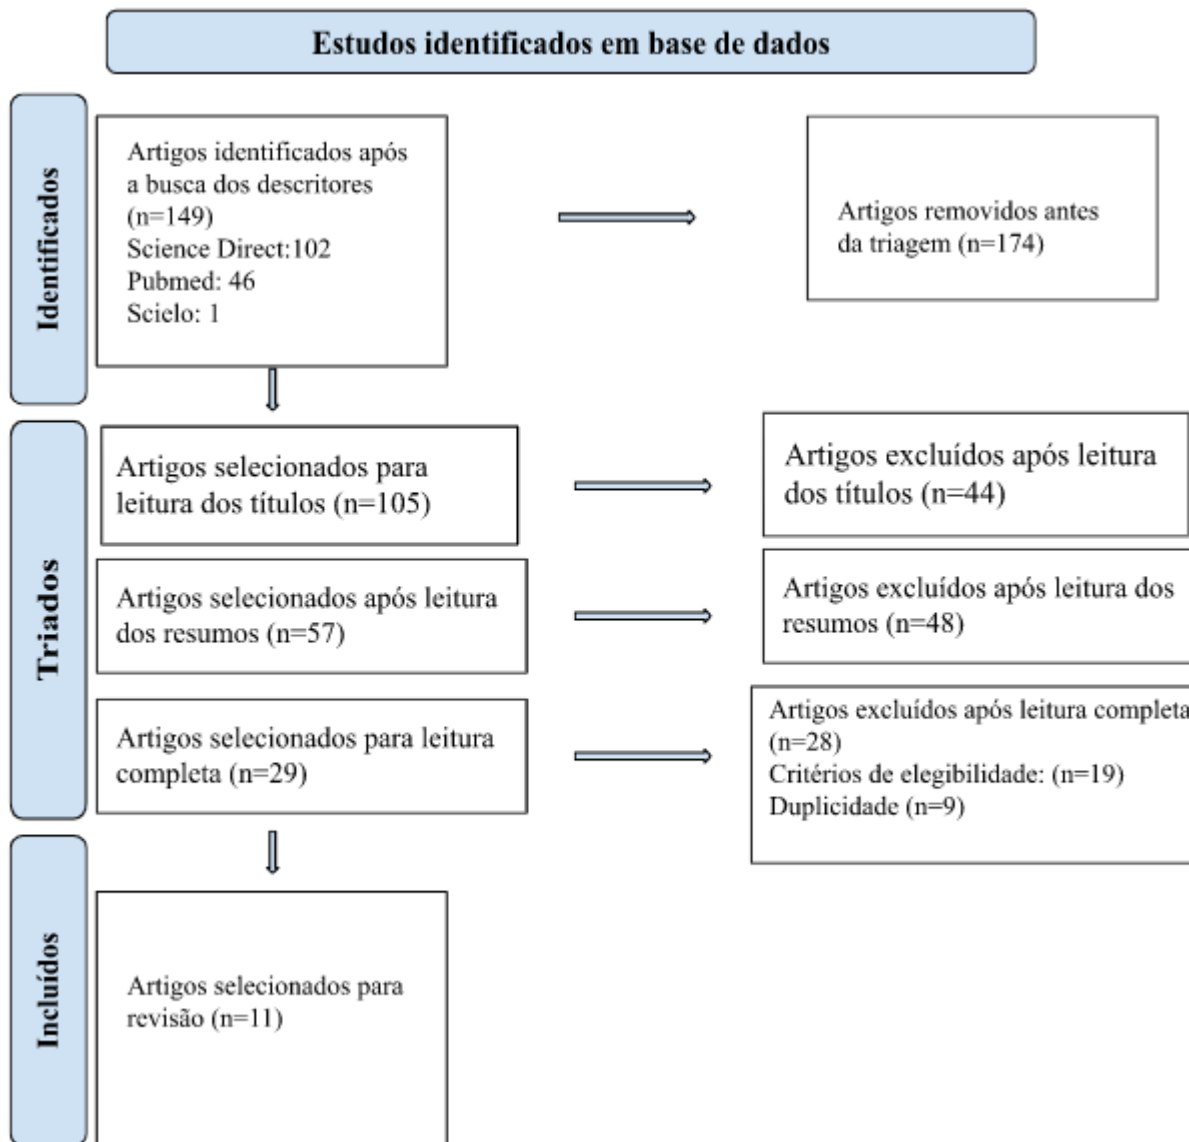 Estudos identificados em base de dados
Identificados
Artigos identificados após
a busca dos descritores
(n=149)
Science Direct:102
Pubmed: 46
Scielo: 1
Artigos removidos antes
da triagem (n=174)
Triados
Artigos selecionados para
leitura dos títulos (n=105)
Artigos excluídos após leitura
dos títulos (n=44)
Artigos selecionados após leitura
dos resumos (n=57)
Artigos excluídos após leitura dos
resumos (n=48)
Artigos selecionados para leitura
completa (n=29)
Artigos excluídos após leitura completa
(n=28)
Critérios de elegibilidade: (n=19)
Duplicidade (n=9)
Incluídos
Artigos selecionados para
revisão (n=11)